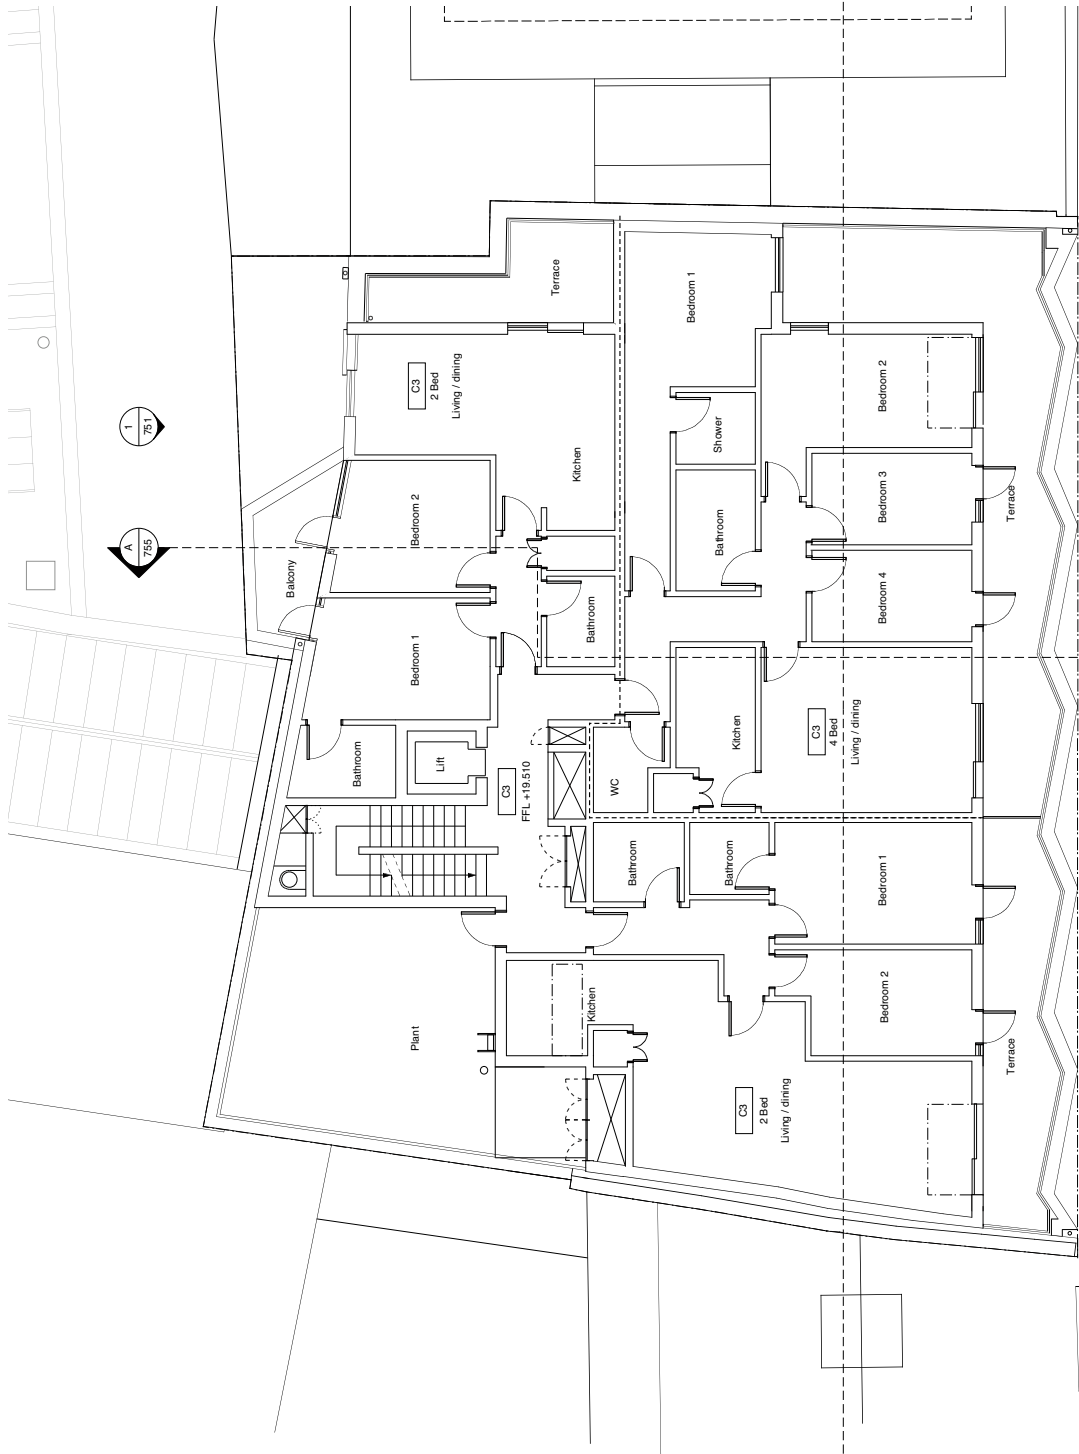 1
751
A
755
Terrace
C3
2 Bed
Living / dining
Kitchen
Bedroom 2
Balcony
Bedroom 1
Bathroom
Bathroom
Lift
C3
FFL +19.510
Bedroom 1
Shower
Bathroom
Bedroom 2
Bedroom 3
Bedroom 4
Terrace
Kitchen
WC
C3
4 Bed
Living / dining
Bathroom
Bathroom
Bedroom 1
Bedroom 2
Kitchen
Plant
C3
2 Bed
Living / dining
Terrace